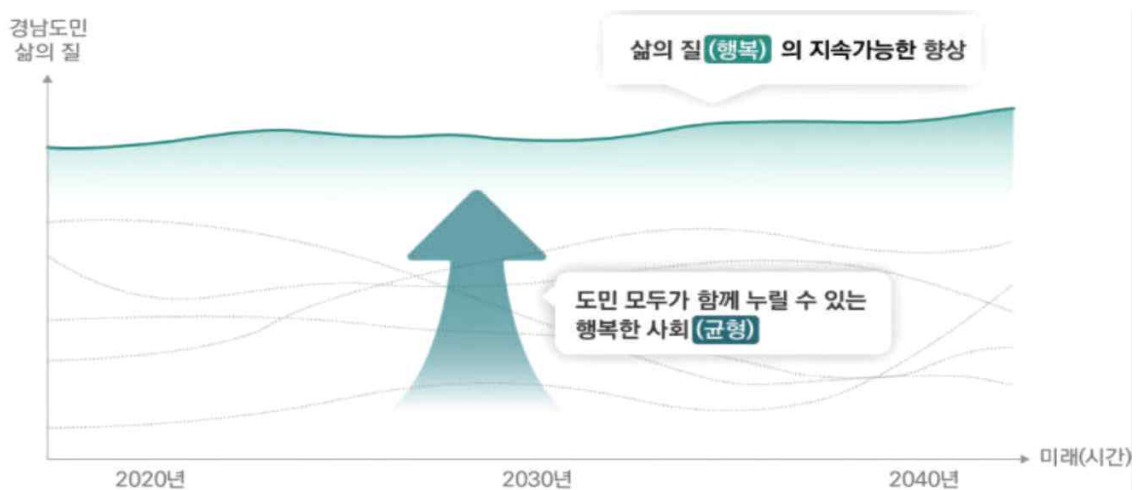 경남도민
삶의 질
삶의 질 (행복) 의 지속가능한 향상
도민 모두가 함께 누릴 수 있는
행복한 사회 (균형)
미래(시간)
2020년
2030년
2040년